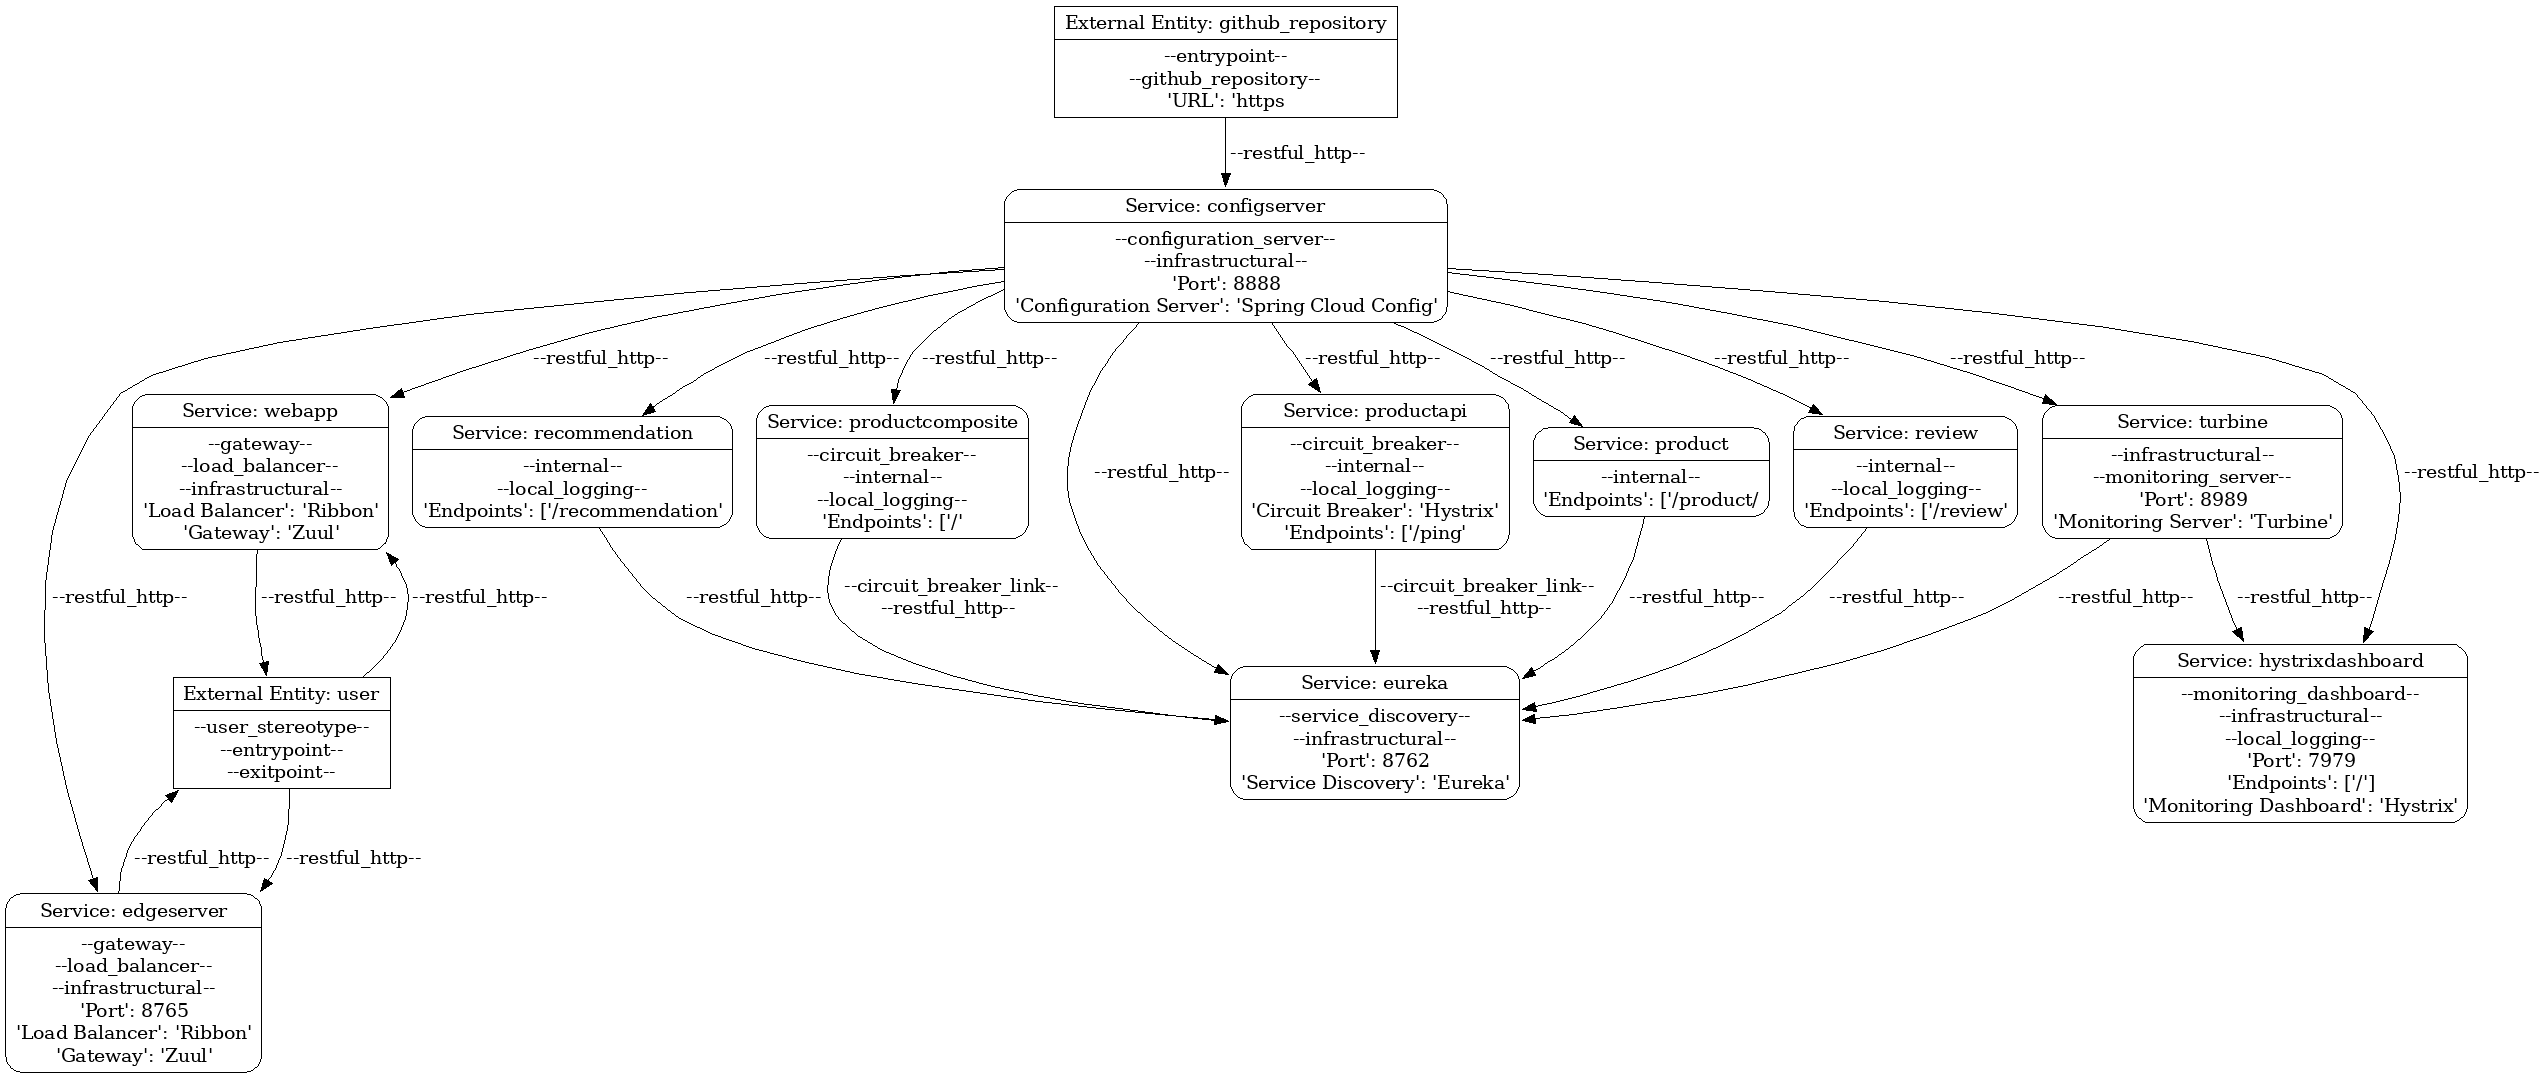 External Entity: github_repository
--entrypoint--
--github_repository--
'URL': 'https
--restful_http--
Service: configserver
--configuration_server--
--infrastructural--
'Port': 8888
'Configuration Server': 'Spring Cloud Config'
--restful_http--
--restful_http--
--restful_http--
--restful_http--
--restful_http--
--restful_http--
--restful_http--
Service: webapp
--gateway--
--load_balancer--
--infrastructural--
'Load Balancer': 'Ribbon'
'Gateway': 'Zuul'
Service: recommendation
--internal--
--local_logging--
'Endpoints': ['/recommendation'
Service: productcomposite
--circuit_breaker--
--internal--
--local_logging--
'Endpoints': ['/'
--restful_http--
Service: productapi
--circuit_breaker--
--internal--
--local_logging--
'Circuit Breaker': 'Hystrix'
'Endpoints': ['/ping'
Service: product
--internal--
'Endpoints': ['/product/
Service: review
--internal--
--local_logging--
'Endpoints': ['/review'
Service: turbine
--infrastructural--
--monitoring_server--
'Port': 8989
'Monitoring Server': 'Turbine'
--restful_http--
--restful_http--
--restful_http--
--restful_http--
--restful_http--
--circuit_breaker_link--
--restful_http--
--circuit_breaker_link--
--restful_http--
--restful_http--
--restful_http--
--restful_http--
--restful_http--
External Entity: user
--user_stereotype--
--entrypoint--
--exitpoint--
Service: eureka
--service_discovery--
--infrastructural--
'Port': 8762
'Service Discovery': 'Eureka'
Service: hystrixdashboard
--monitoring_dashboard--
--infrastructural--
--local_logging--
'Port': 7979
'Endpoints': ['/']
'Monitoring Dashboard': 'Hystrix'
--restful_http--
--restful_http--
Service: edgeserver
--gateway--
--load_balancer--
--infrastructural--
'Port': 8765
'Load Balancer': 'Ribbon'
'Gateway': 'Zuul'